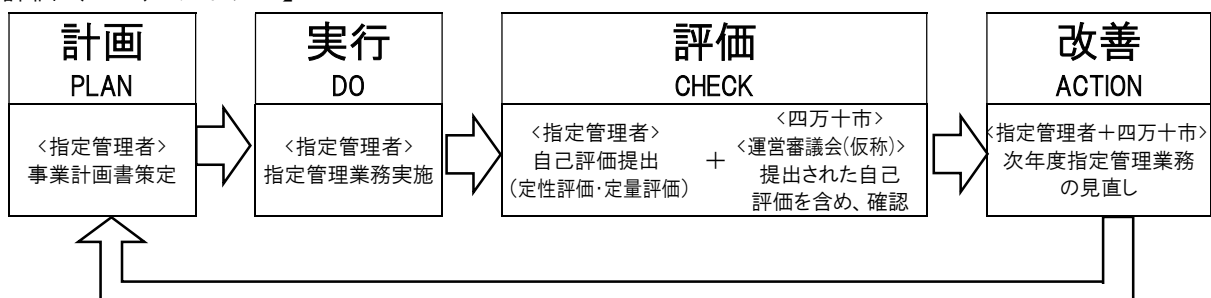 計画
PLAN
<指定管理者>
事業計画書策定
実行
DO
<指定管理者>
指定管理業務実施
評価
CHECK
<指定管理者>
自己評価提出
(定性評価・定量評価)
+
<四万十市>
<運営審議会(仮称)>
提出された自己
評価を含め、確認
改善
ACTION
<指定管理者+四万十市>
次年度指定管理業務
の見直し